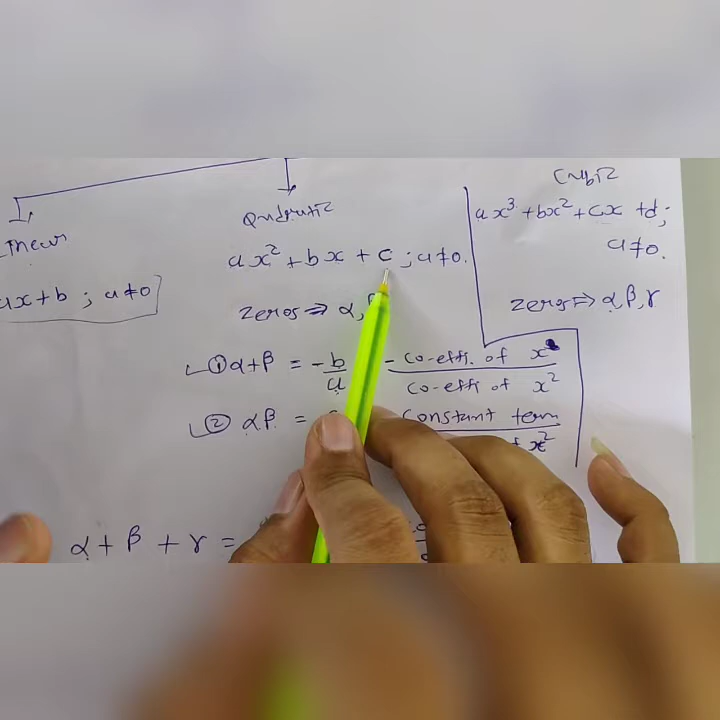 Linear
ax+b ; a≠0
Quadratic
ax² + bx + c ; a≠0.
zeros ⇒ α,
① α+β = -b/a - co-effi. of x / co-effi of x²
② αβ = constant term / x²
Cubic
ax³ + bx² + cx + d ;
a≠0.
zeros ⇒ α, β, γ
α + β + γ =